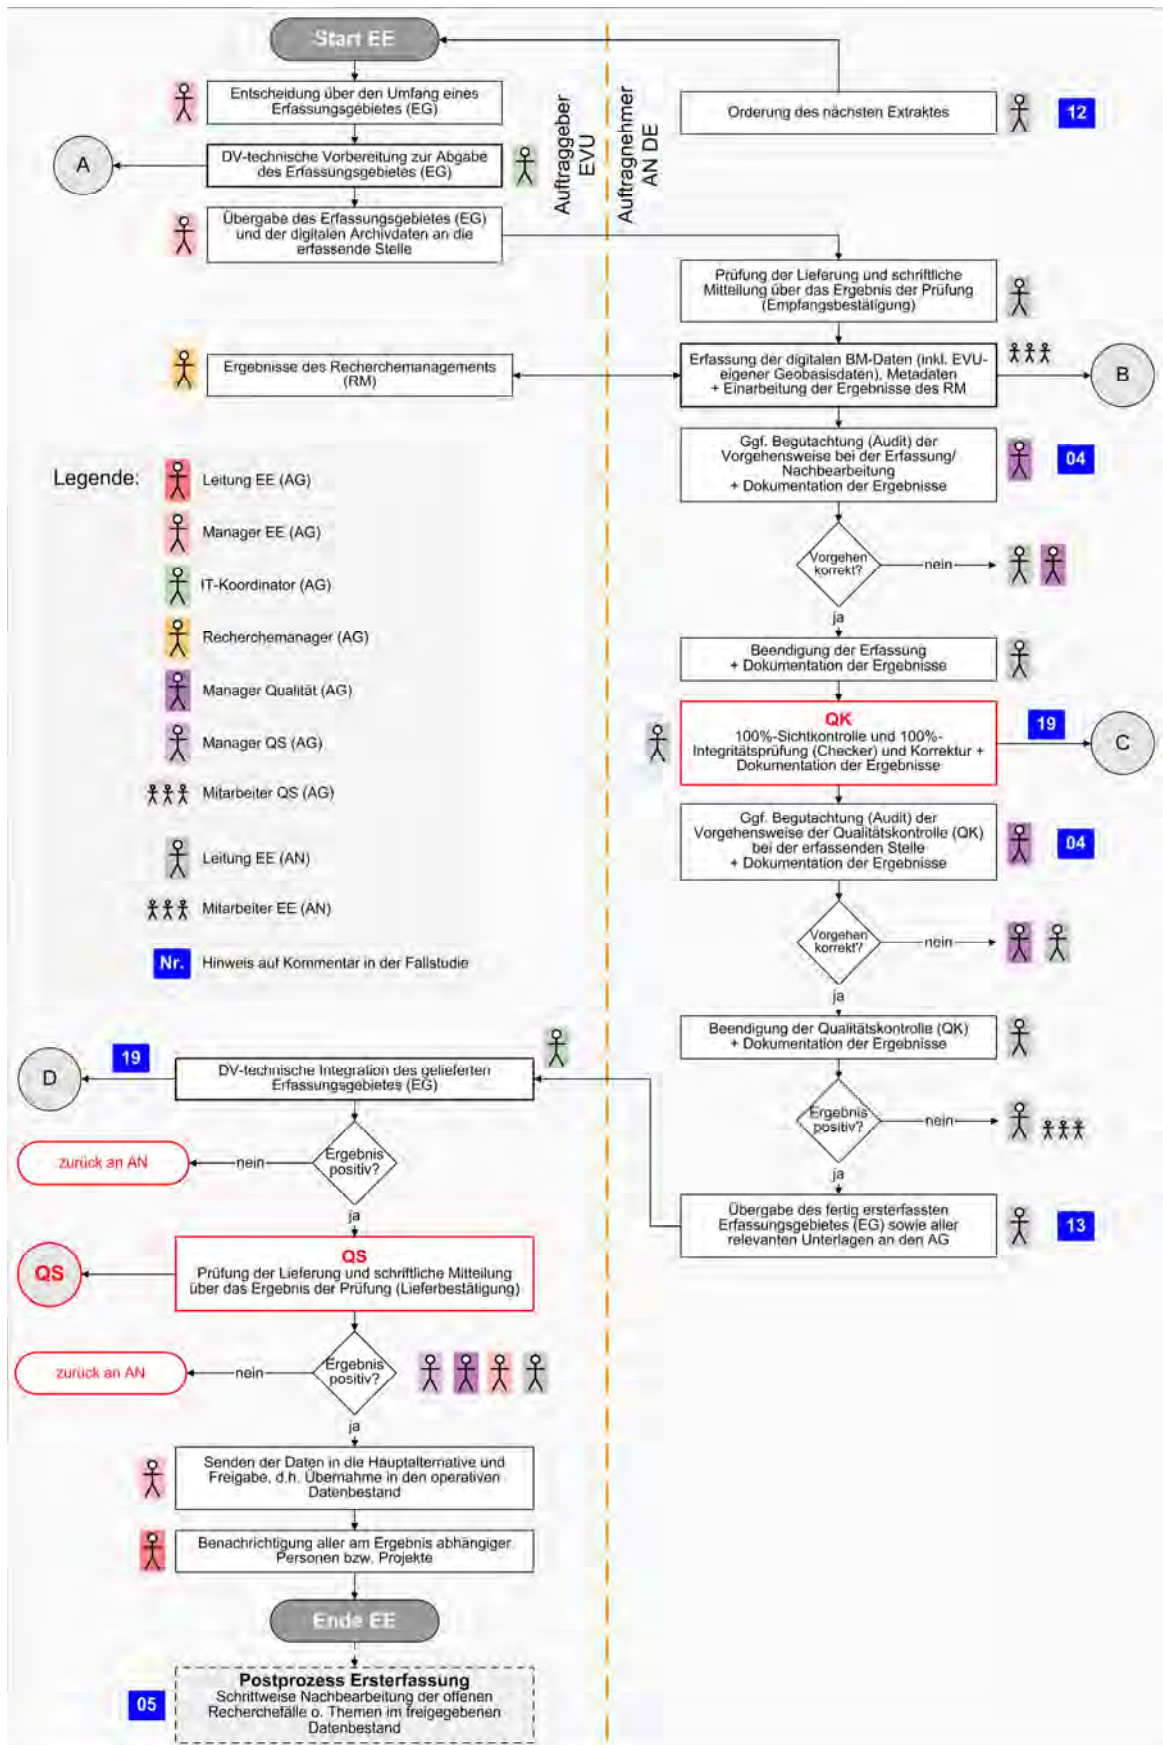 Start EE
Entscheidung über den Umfang eines
Erfassungsgebietes (EG)
Auftraggeber
EVU
Auftragnehmer
AN DE
Orderung des nächsten Extraktes
12
A
DV-technische Vorbereitung zur Abgabe
des Erfassungsgebietes (EG)
Übergabe des Erfassungsgebietes (EG)
und der digitalen Archivdaten an die
erfassende Stelle
Prüfung der Lieferung und schriftliche
Mitteilung über das Ergebnis der Prüfung
(Empfangsbestätigung)
Ergebnisse des Recherchemanagements
(RM)
Erfassung der digitalen BM-Daten (inkl. EVU-
eigener Geobasisdaten), Metadaten
+ Einarbeitung der Ergebnisse des RM
B
Ggf. Begutachtung (Audit) der
Vorgehensweise bei der Erfassung/
Nachbearbeitung
+ Dokumentation der Ergebnisse
04
Legende:
Leitung EE (AG)
Manager EE (AG)
IT-Koordinator (AG)
Recherchemanager (AG)
Manager Qualität (AG)
Manager QS (AG)
Mitarbeiter QS (AG)
Leitung EE (AN)
Mitarbeiter EE (AN)
Nr.
Hinweis auf Kommentar in der Fallstudie
Vorgehen
korrekt?
nein
ja
Beendigung der Erfassung
+ Dokumentation der Ergebnisse
QK
100%-Sichtkontrolle und 100%-
Integritätsprüfung (Checker) und Korrektur +
Dokumentation der Ergebnisse
19
C
Ggf. Begutachtung (Audit) der
Vorgehensweise der Qualitätskontrolle (QK)
bei der erfassenden Stelle
+ Dokumentation der Ergebnisse
04
Vorgehen
korrekt?
nein
ja
Beendigung der Qualitätskontrolle (QK)
+ Dokumentation der Ergebnisse
Ergebnis
positiv?
nein
ja
Übergabe des fertig ersterfassten
Erfassungsgebietes (EG) sowie aller
relevanten Unterlagen an den AG
13
D
19
DV-technische Integration des gelieferten
Erfassungsgebietes (EG)
Ergebnis
positiv?
nein
zurück an AN
ja
QS
QS
Prüfung der Lieferung und schriftliche Mitteilung
über das Ergebnis der Prüfung (Lieferbestätigung)
Ergebnis
positiv?
nein
zurück an AN
ja
Senden der Daten in die Hauptalternative und
Freigabe, d.h. Übernahme in den operativen
Datenbestand
Benachrichtigung aller am Ergebnis abhängiger
Personen bzw. Projekte
Ende EE
05
Postprozess Ersterfassung
Schrittweise Nachbearbeitung der offenen
Recherchefälle o. Themen im freigegebenen
Datenbestand